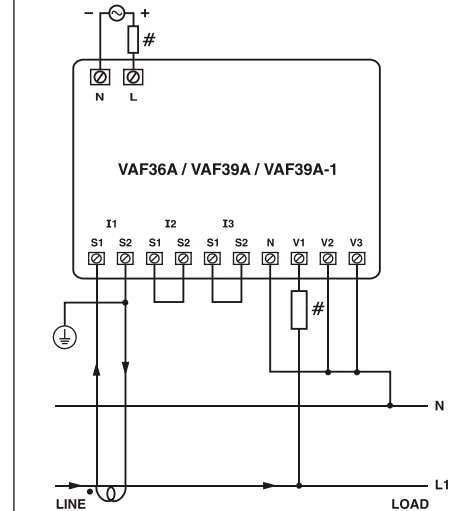 − +
#
N L
VAF36A / VAF39A / VAF39A-1
I1 I2 I3
S1 S2 S1 S2 S1 S2 N V1 V2 V3
#
N
L1
LINE LOAD